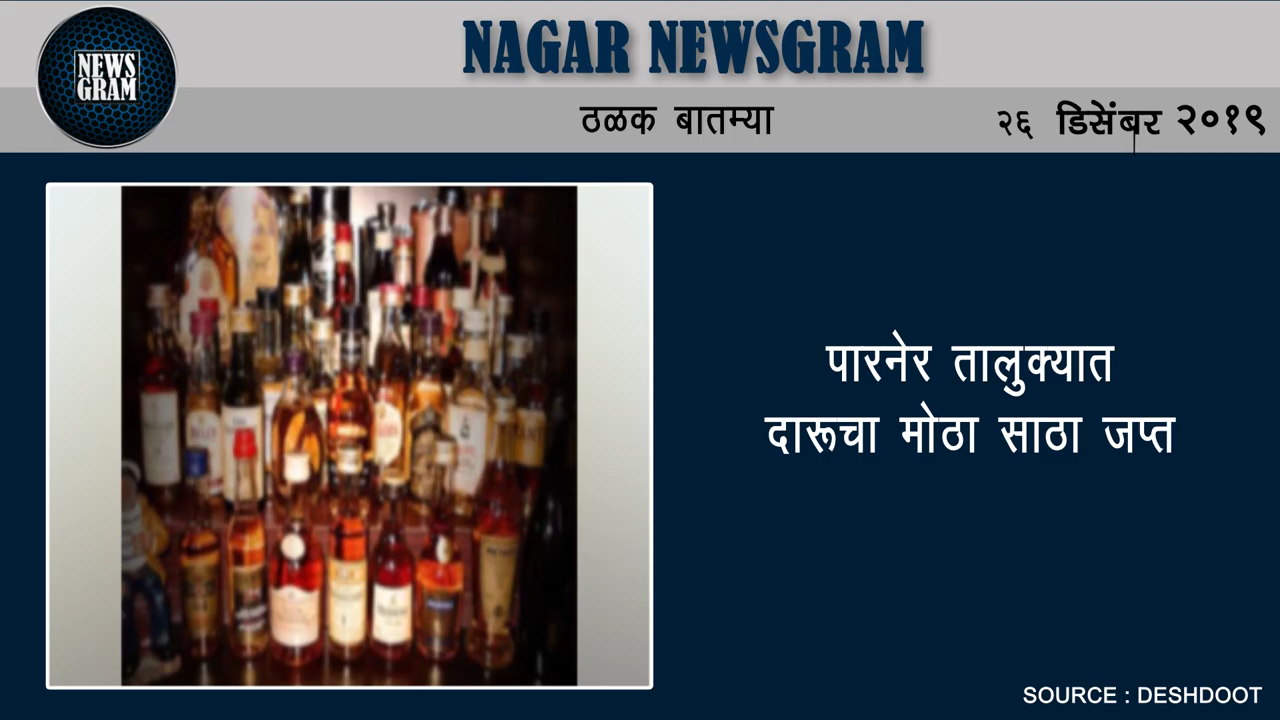 NEWS
GRAM
NAGAR NEWSGRAM
ठळक बातम्या
२६ डिसेंबर २०१९
पारनेर तालुक्यात
दारूचा मोठा साठा जप्त
SOURCE : DESHDOOT